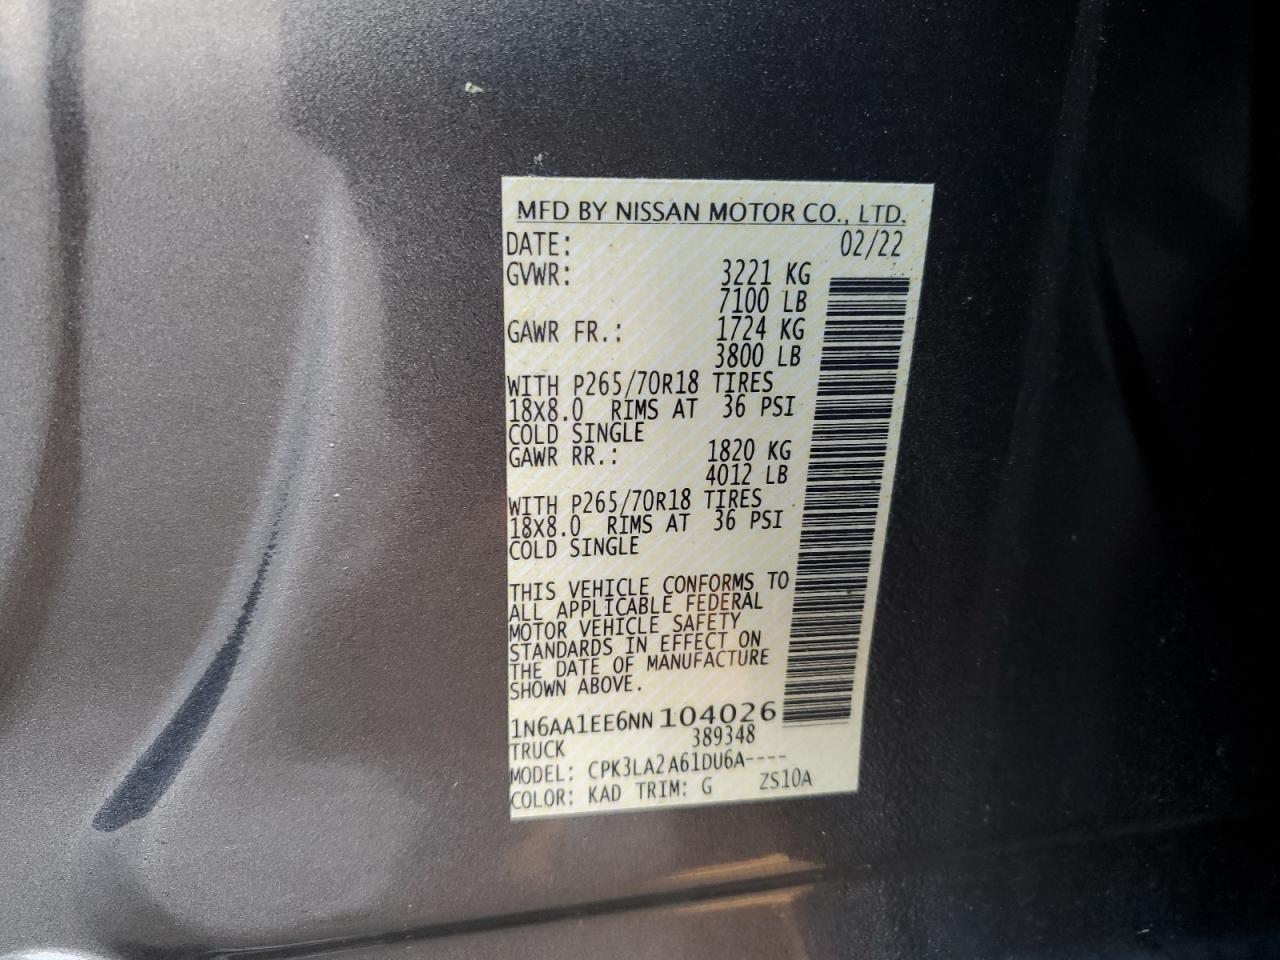 MFD BY NISSAN MOTOR CO., LTD.
DATE: 02/22
GVWR: 3221 KG
7100 LB
GAWR FR.: 1724 KG
3800 LB
WITH P265/70R18 TIRES
18X8.0 RIMS AT 36 PSI
COLD SINGLE
GAWR RR.: 1820 KG
4012 LB
WITH P265/70R18 TIRES
18X8.0 RIMS AT 36 PSI
COLD SINGLE
THIS VEHICLE CONFORMS TO
ALL APPLICABLE FEDERAL
MOTOR VEHICLE SAFETY
STANDARDS IN EFFECT ON
THE DATE OF MANUFACTURE
SHOWN ABOVE.
1N6AA1EE6NN 104026
TRUCK 389348
MODEL: CPK3LA2A61DU6A----
COLOR: KAD TRIM: G ZS10A